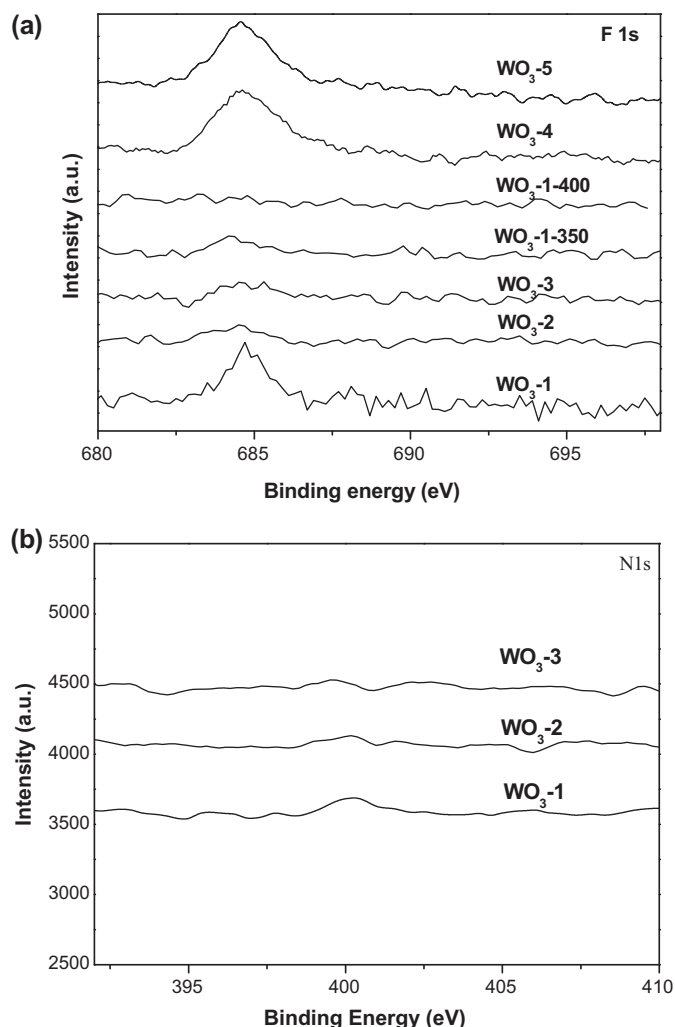 (a)
F 1s
WO₃-5
WO₃-4
WO₃-1-400
WO₃-1-350
WO₃-3
WO₃-2
WO₃-1
Intensity (a.u.)
680 685 690 695
Binding energy (eV)
(b)
N1s
5500
5000
4500
4000
3500
3000
2500
WO₃-3
WO₃-2
WO₃-1
Intensity (a.u.)
395 400 405 410
Binding Energy (eV)